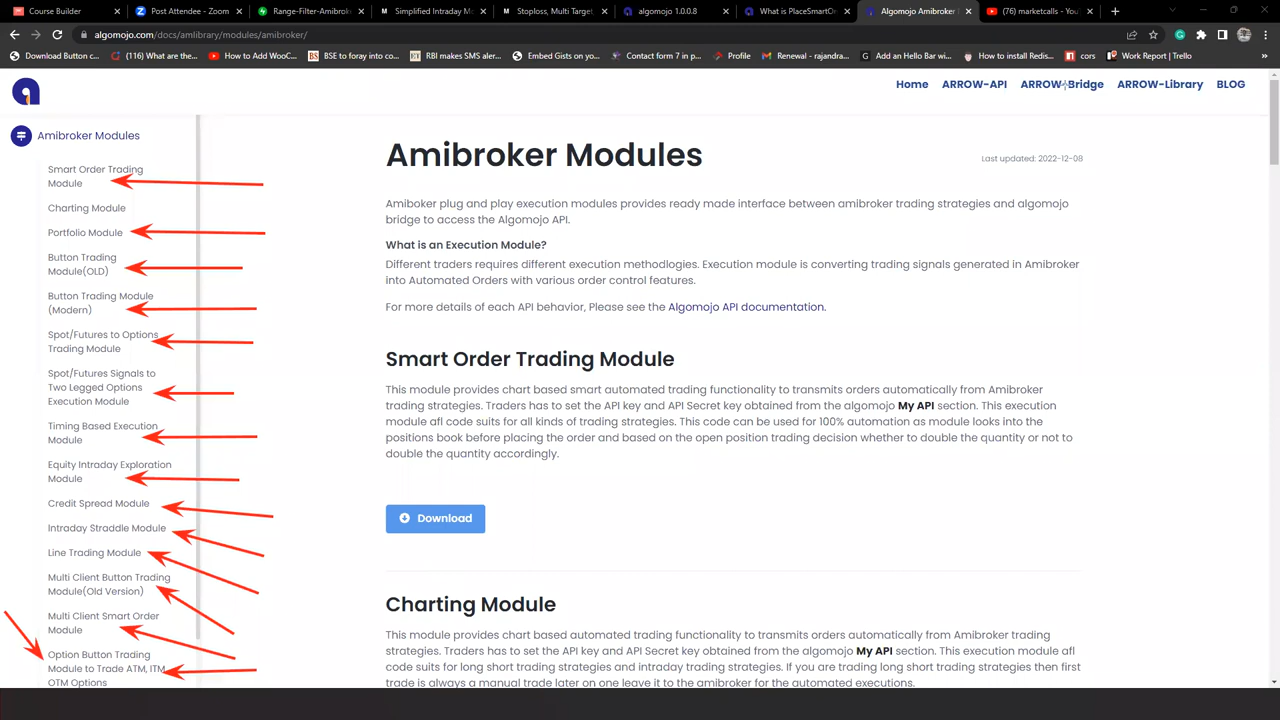 Course Builder
Post Attendee - Zoom
Range-Filter-Amibrok
Simplified Intraday M
Stoploss, Multi Target
algomojo 1.0.0.8
What is PlaceSmartOr
Algomojo Amibroker
(76) marketcalls - You
algomojo.com/docs/amlibrary/modules/amibroker/
Download Button c...
(116) What are the...
How to Add WooC...
BSE to foray into co...
RBI makes SMS aler...
Embed Gists on yo...
Contact form 7 in p...
Profile
Renewal - rajandra...
Add an Hello Bar wi...
How to install Redis...
cors
Work Report | Trello
Home
ARROW-API
ARROW-Bridge
ARROW-Library
BLOG
Amibroker Modules
Smart Order Trading
Module
Charting Module
Portfolio Module
Button Trading
Module(OLD)
Button Trading Module
(Modern)
Spot/Futures to Options
Trading Module
Spot/Futures Signals to
Two Legged Options
Execution Module
Timing Based Execution
Module
Equity Intraday Exploration
Module
Credit Spread Module
Intraday Straddle Module
Line Trading Module
Multi Client Button Trading
Module(Old Version)
Multi Client Smart Order
Module
Option Button Trading
Module to Trade ATM, ITM
OTM Options
Amibroker Modules
Last updated: 2022-12-08
Amiboker plug and play execution modules provides ready made interface between amibroker trading strategies and algomojo
bridge to access the Algomojo API.
What is an Execution Module?
Different traders requires different execution methodlogies. Execution module is converting trading signals generated in Amibroker
into Automated Orders with various order control features.
For more details of each API behavior, Please see the Algomojo API documentation.
Smart Order Trading Module
This module provides chart based smart automated trading functionality to transmits orders automatically from Amibroker
trading strategies. Traders has to set the API key and API Secret key obtained from the algomojo My API section. This execution
module afl code suits for all kinds of trading strategies. This code can be used for 100% automation as module looks into the
positions book before placing the order and based on the open position trading decision whether to double the quantity or not to
double the quantity accordingly.
Download
Charting Module
This module provides chart based automated trading functionality to transmits orders automatically from Amibroker trading
strategies. Traders has to set the API key and API Secret key obtained from the algomojo My API section. This execution module afl
code suits for long short trading strategies and intraday trading strategies. If you are trading long short trading strategies then first
trade is always a manual trade later on one leave it to the amibroker for the automated executions.